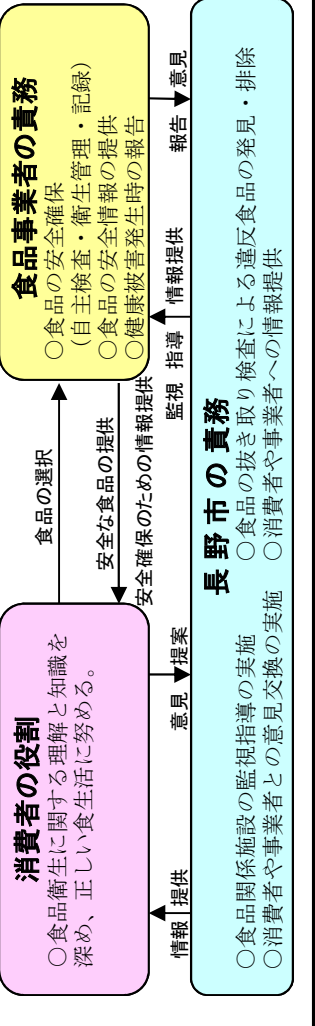 消費者の役割
○食品衛生に関する理解と知識を
深め、正しい食生活に努める。
食品の選択
安全な食品の提供
安全確保のための情報提供
食品事業者の責務
○食品の安全確保
(自主検査・衛生管理・記録)
○食品の安全情報の提供
○健康被害発生時の報告
情報 提供
意見 提案
監視 指導 情報提供
報告 意見
長野市の責務
○食品関係施設の監視指導の実施 ○食品の抜き取り検査による違反食品の発見・排除
○消費者や事業者との意見交換の実施 ○消費者や事業者への情報提供